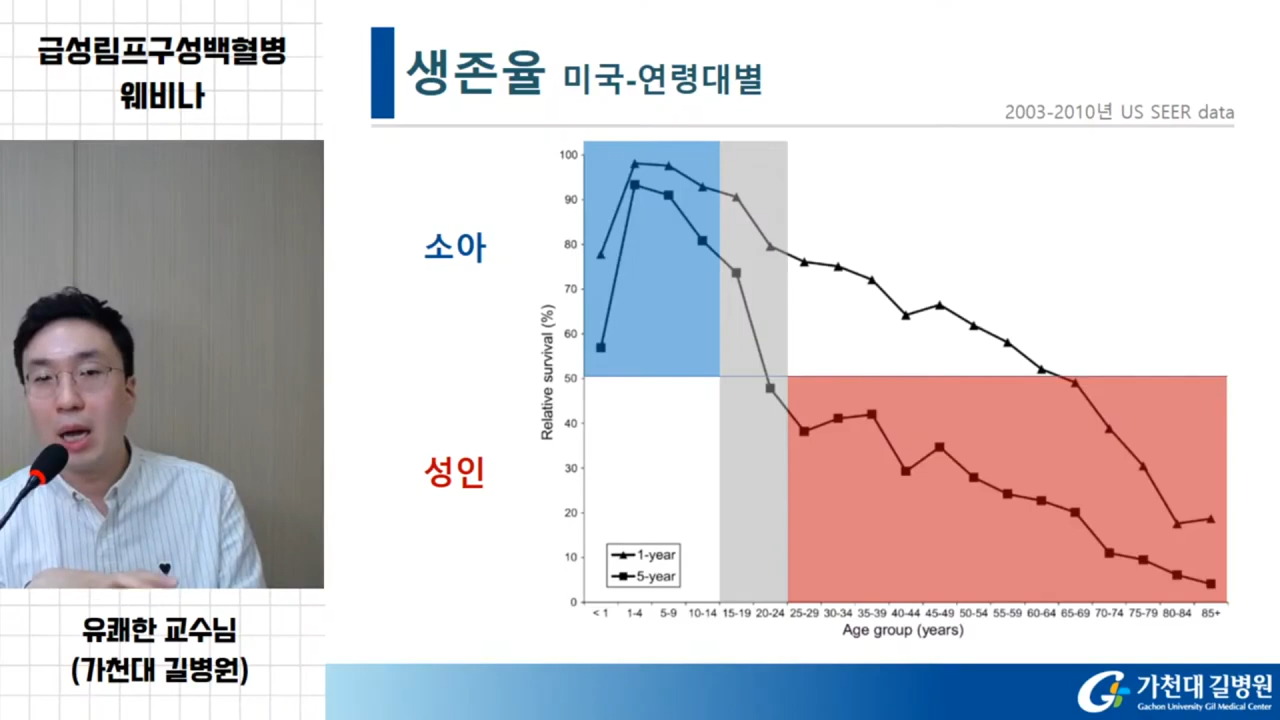 급성림프구성백혈병
웨비나
유쾌한 교수님
(가천대 길병원)
생존율 미국-연령대별
2003-2010년 US SEER data
소아
성인
Relative survival (%)
100
90
80
70
60
50
40
30
20
10
0
1-year
5-year
< 1 1-4 5-9 10-14 15-19 20-24 25-29 30-34 35-39 40-44 45-49 50-54 55-59 60-64 65-69 70-74 75-79 80-84 85+
Age group (years)
가천대 길병원
Gachon University Gil Medical Center